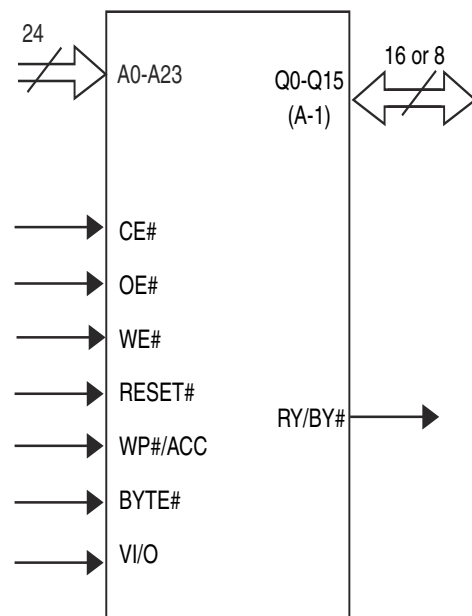 24
A0-A23
16 or 8
Q0-Q15
(A-1)
CE#
OE#
WE#
RESET#
RY/BY#
WP#/ACC
BYTE#
VI/O